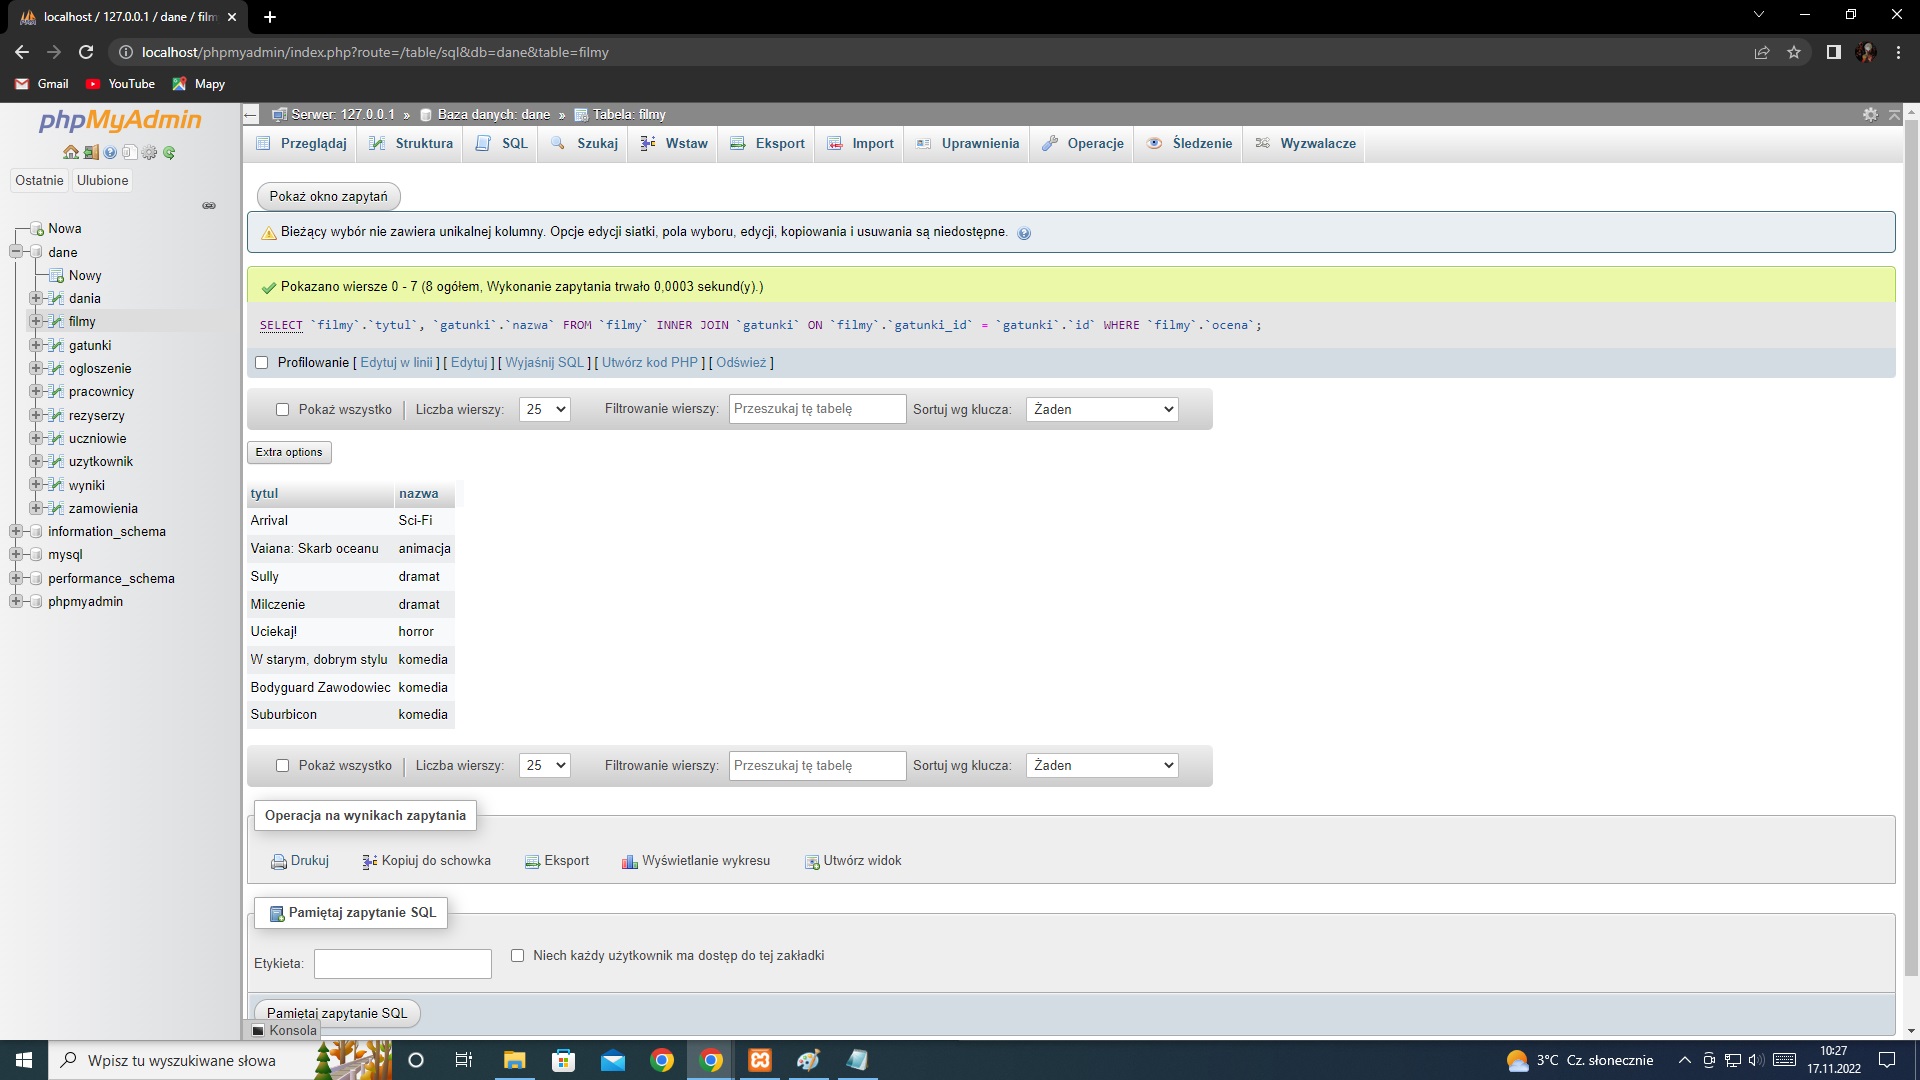 localhost / 127.0.0.1 / dane / film
localhost/phpmyadmin/index.php?route=/table/sql&db=dane&table=filmy
Gmail YouTube Mapy
phpMyAdmin
Ostatnie Ulubione
Nowa
dane
Nowy
dania
filmy
gatunki
ogloszenie
pracownicy
rezyserzy
uczniowie
uzytkownik
wyniki
zamowienia
information_schema
mysql
performance_schema
phpmyadmin
Serwer: 127.0.0.1 » Baza danych: dane » Tabela: filmy
Przeglądaj Struktura SQL Szukaj Wstaw Eksport Import Uprawnienia Operacje Śledzenie Wyzwalacze
Pokaż okno zapytań
Bieżący wybór nie zawiera unikalnej kolumny. Opcje edycji siatki, pola wyboru, edycji, kopiowania i usuwania są niedostępne.
Pokazano wiersze 0 - 7 (8 ogółem, Wykonanie zapytania trwało 0,0003 sekund(y).)
SELECT `filmy`.`tytul`, `gatunki`.`nazwa` FROM `filmy` INNER JOIN `gatunki` ON `filmy`.`gatunki_id` = `gatunki`.`id` WHERE `filmy`.`ocena`;
Profilowanie [ Edytuj w linii ] [ Edytuj ] [ Wyjaśnij SQL ] [ Utwórz kod PHP ] [ Odśwież ]
Pokaż wszystko | Liczba wierszy: 25 Filtrowanie wierszy: Przeszukaj tę tabelę Sortuj wg klucza: Żaden
Extra options
tytul nazwa
Arrival Sci-Fi
Vaiana: Skarb oceanu animacja
Sully dramat
Milczenie dramat
Uciekaj! horror
W starym, dobrym stylu komedia
Bodyguard Zawodowiec komedia
Suburbicon komedia
Pokaż wszystko | Liczba wierszy: 25 Filtrowanie wierszy: Przeszukaj tę tabelę Sortuj wg klucza: Żaden
Operacja na wynikach zapytania
Drukuj Kopiuj do schowka Eksport Wyświetlanie wykresu Utwórz widok
Pamiętaj zapytanie SQL
Etykieta: Niech każdy użytkownik ma dostęp do tej zakładki
Pamiętaj zapytanie SQL
Konsola
Wpisz tu wyszukiwane słowa
3°C Cz. słonecznie
10:27
17.11.2022